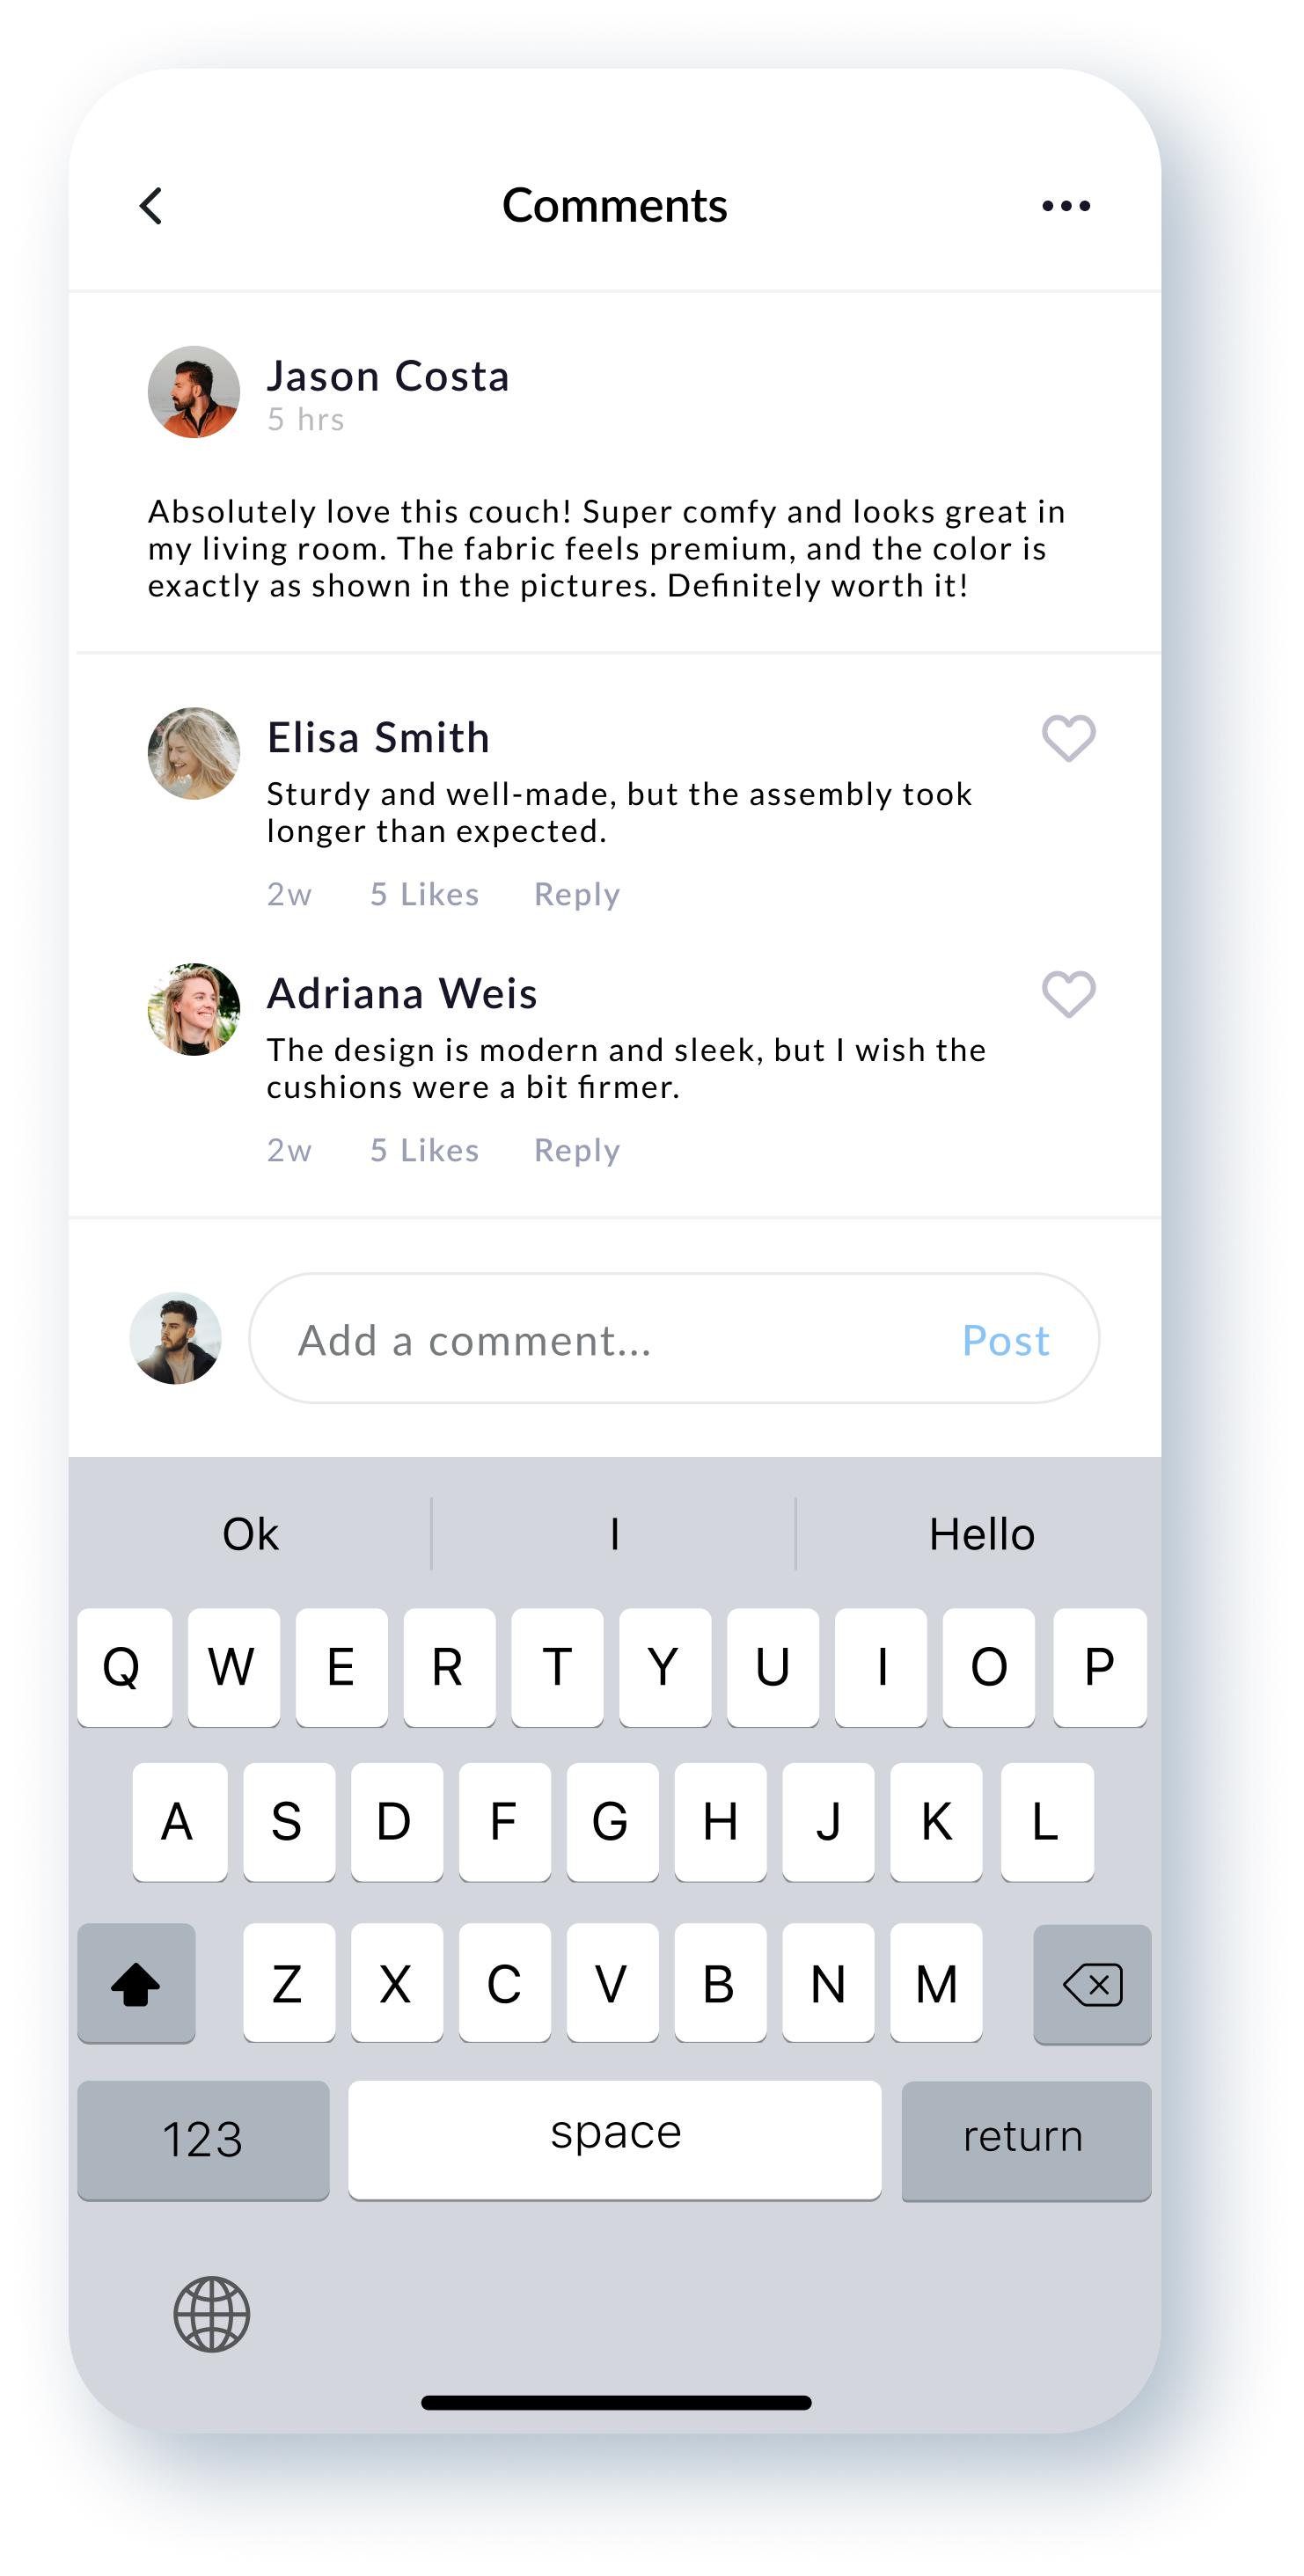 Comments
Jason Costa
5 hrs
Absolutely love this couch! Super comfy and looks great in
my living room. The fabric feels premium, and the color is
exactly as shown in the pictures. Definitely worth it!
Elisa Smith
Sturdy and well-made, but the assembly took
longer than expected.
2w 5 Likes Reply
Adriana Weis
The design is modern and sleek, but I wish the
cushions were a bit firmer.
2w 5 Likes Reply
Add a comment... Post
Ok I Hello
Q W E R T Y U I O P
A S D F G H J K L
Z X C V B N M
123 space return